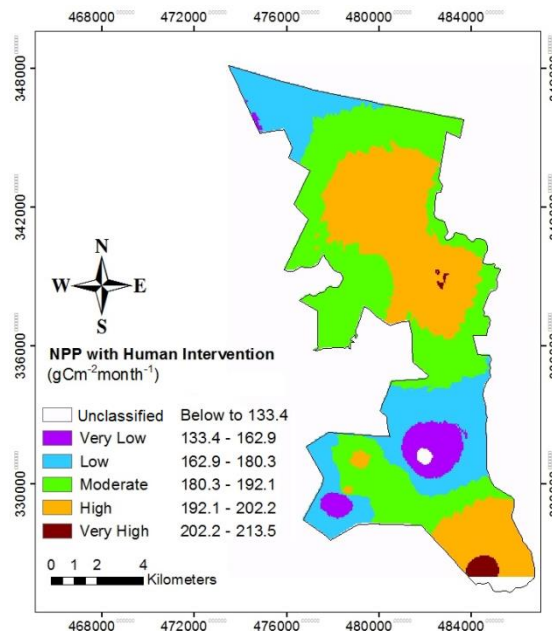 468000 472000 476000 480000 484000
348000
342000
336000
330000
N
W E
S
NPP with Human Intervention
(gCm⁻²month⁻¹)
Unclassified Below to 133.4
Very Low 133.4 - 162.9
Low 162.9 - 180.3
Moderate 180.3 - 192.1
High 192.1 - 202.2
Very High 202.2 - 213.5
0 1 2 4
Kilometers
468000 472000 476000 480000 484000